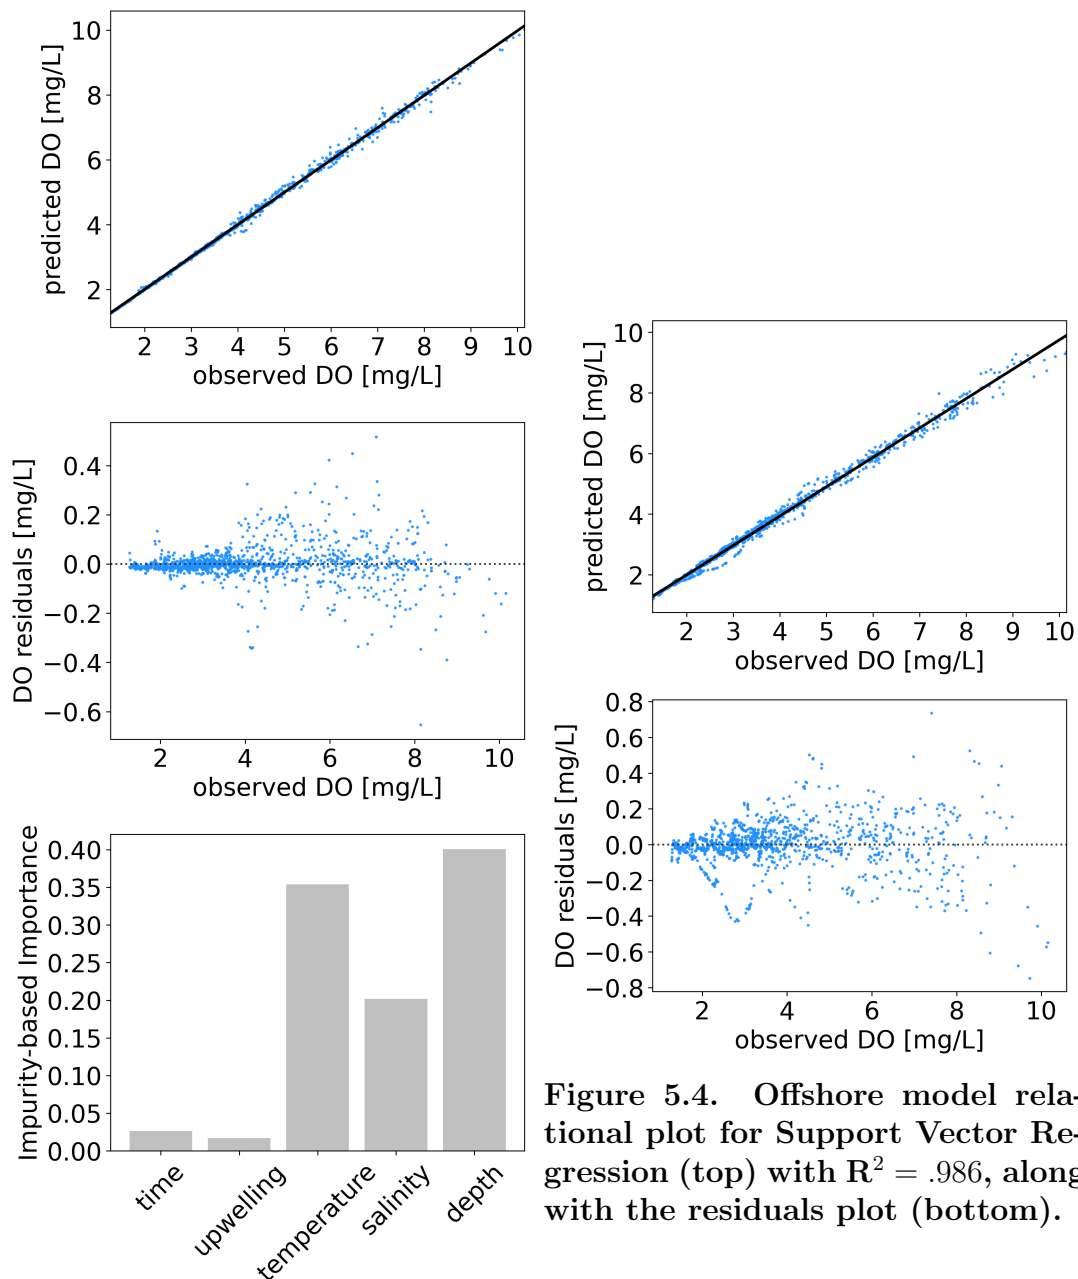 10
8
6
4
2
predicted DO [mg/L]
2 3 4 5 6 7 8 9 10
observed DO [mg/L]
0.4
0.2
0.0
−0.2
−0.4
−0.6
DO residuals [mg/L]
2 4 6 8 10
observed DO [mg/L]
0.40
0.35
0.30
0.25
0.20
0.15
0.10
0.05
0.00
Impurity-based Importance
time
upwelling
temperature
salinity
depth
10
8
6
4
2
predicted DO [mg/L]
2 3 4 5 6 7 8 9 10
observed DO [mg/L]
0.8
0.6
0.4
0.2
0.0
−0.2
−0.4
−0.6
−0.8
DO residuals [mg/L]
2 4 6 8 10
observed DO [mg/L]
Figure 5.4. Offshore model rela-
tional plot for Support Vector Re-
gression (top) with R² = .986, along
with the residuals plot (bottom).